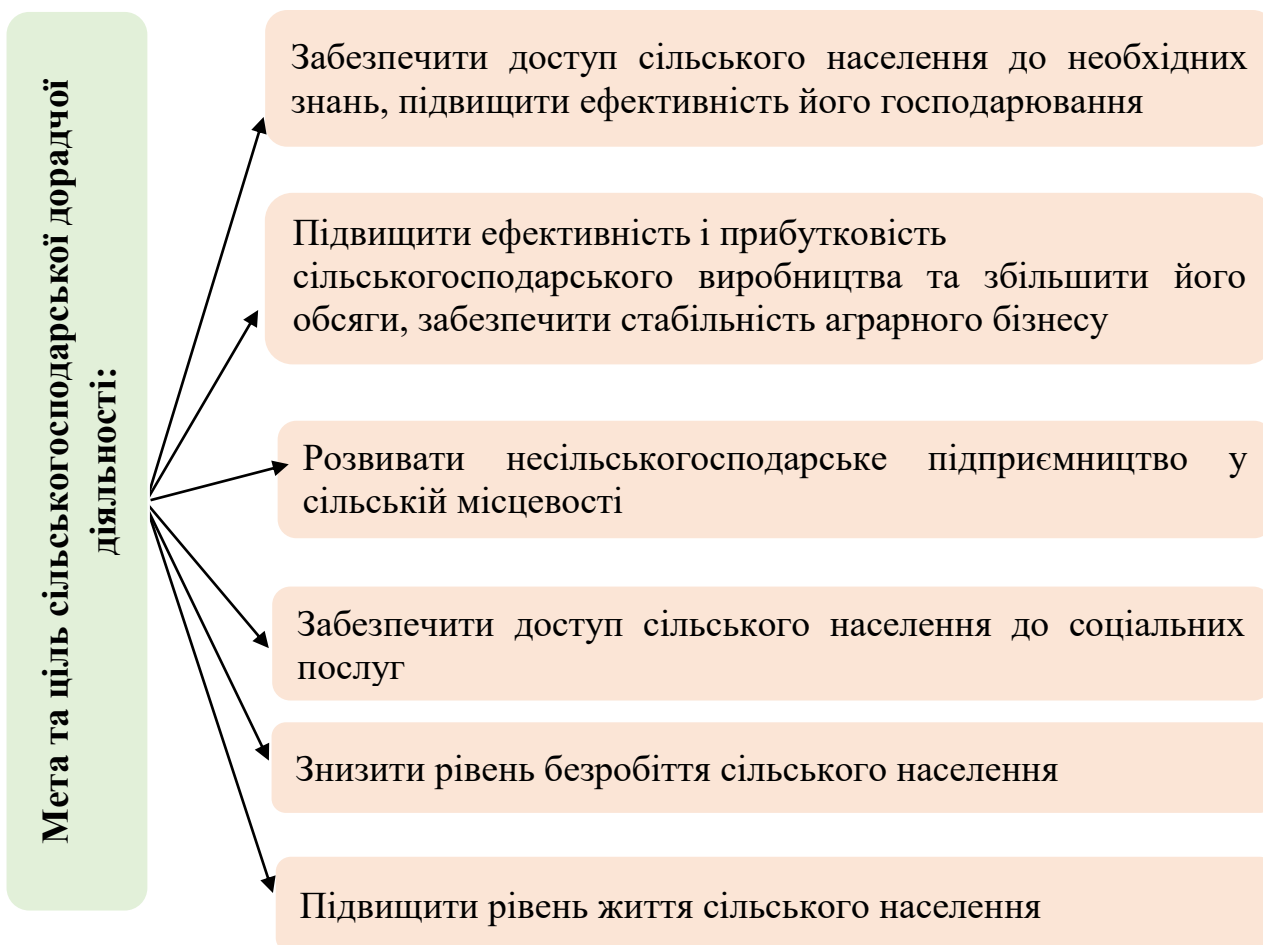 Мета та ціль сільськогосподарської дорадчої
діяльності:
Забезпечити доступ сільського населення до необхідних
знань, підвищити ефективність його господарювання
Підвищити ефективність і прибутковість
сільськогосподарського виробництва та збільшити його
обсяги, забезпечити стабільність аграрного бізнесу
Розвивати несільськогосподарське підприємництво у
сільській місцевості
Забезпечити доступ сільського населення до соціальних
послуг
Знизити рівень безробіття сільського населення
Підвищити рівень життя сільського населення